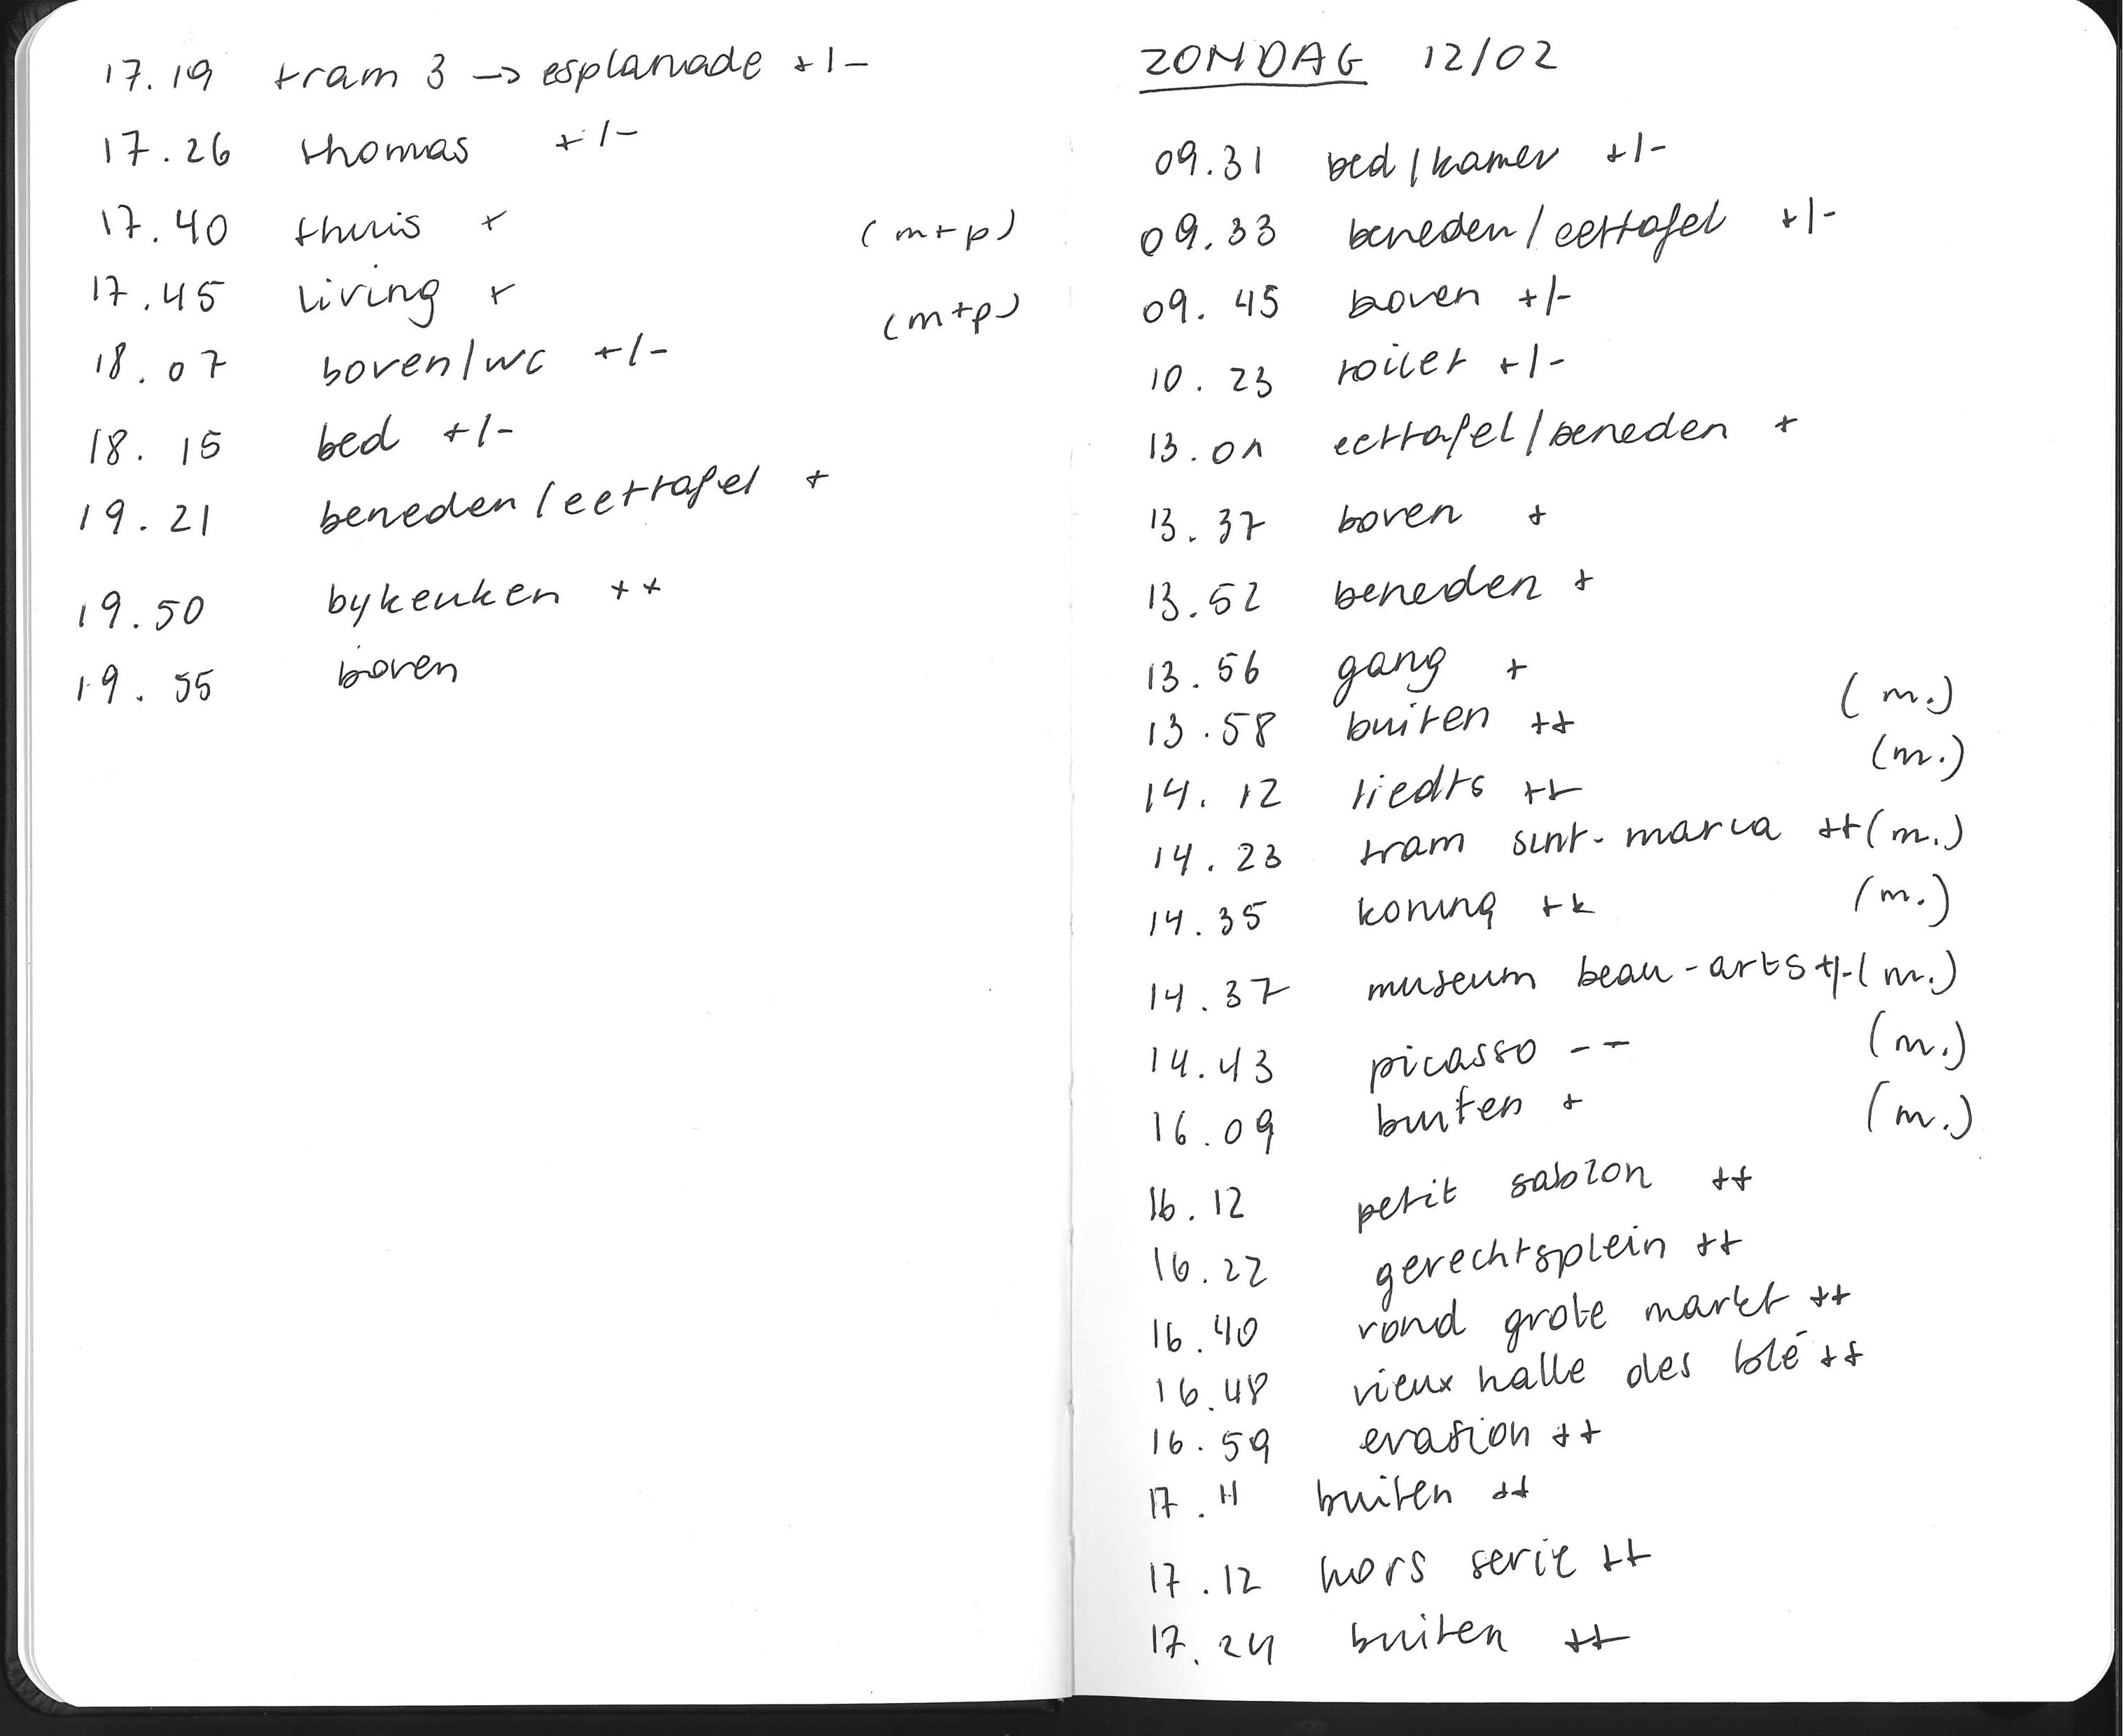 17.19 tram 3 → esplanade +/-
17.26 thomas +/-
17.40 thuis + (m+p)
17.45 living + (m+p)
18.07 boven/wc +/-
18.15 bed +/-
19.21 beneden/eettafel +
19.50 bykeuken ++
19.55 boven
ZONDAG 12/02
09.31 bed/kamer +/-
09.33 beneden/eettafel +/-
09.45 boven +/-
10.23 toilet +/-
13.01 eettafel/beneden +
13.37 boven +
13.52 beneden +
13.56 gang +
13.58 buiten ++ (m.)
14.12 liedts ++ (m.)
14.23 tram sint-maria ++ (m.)
14.35 koning ++ (m.)
14.37 museum beau-arts +/- (m.)
14.43 picasso -- (m.)
16.09 buiten + (m.)
16.12 petit sablon ++
16.22 gerechtsplein ++
16.40 rond grote markt ++
16.48 vieux halle des blé ++
16.59 evasion ++
17.11 buiten ++
17.12 hors serie ++
17.24 buiten ++